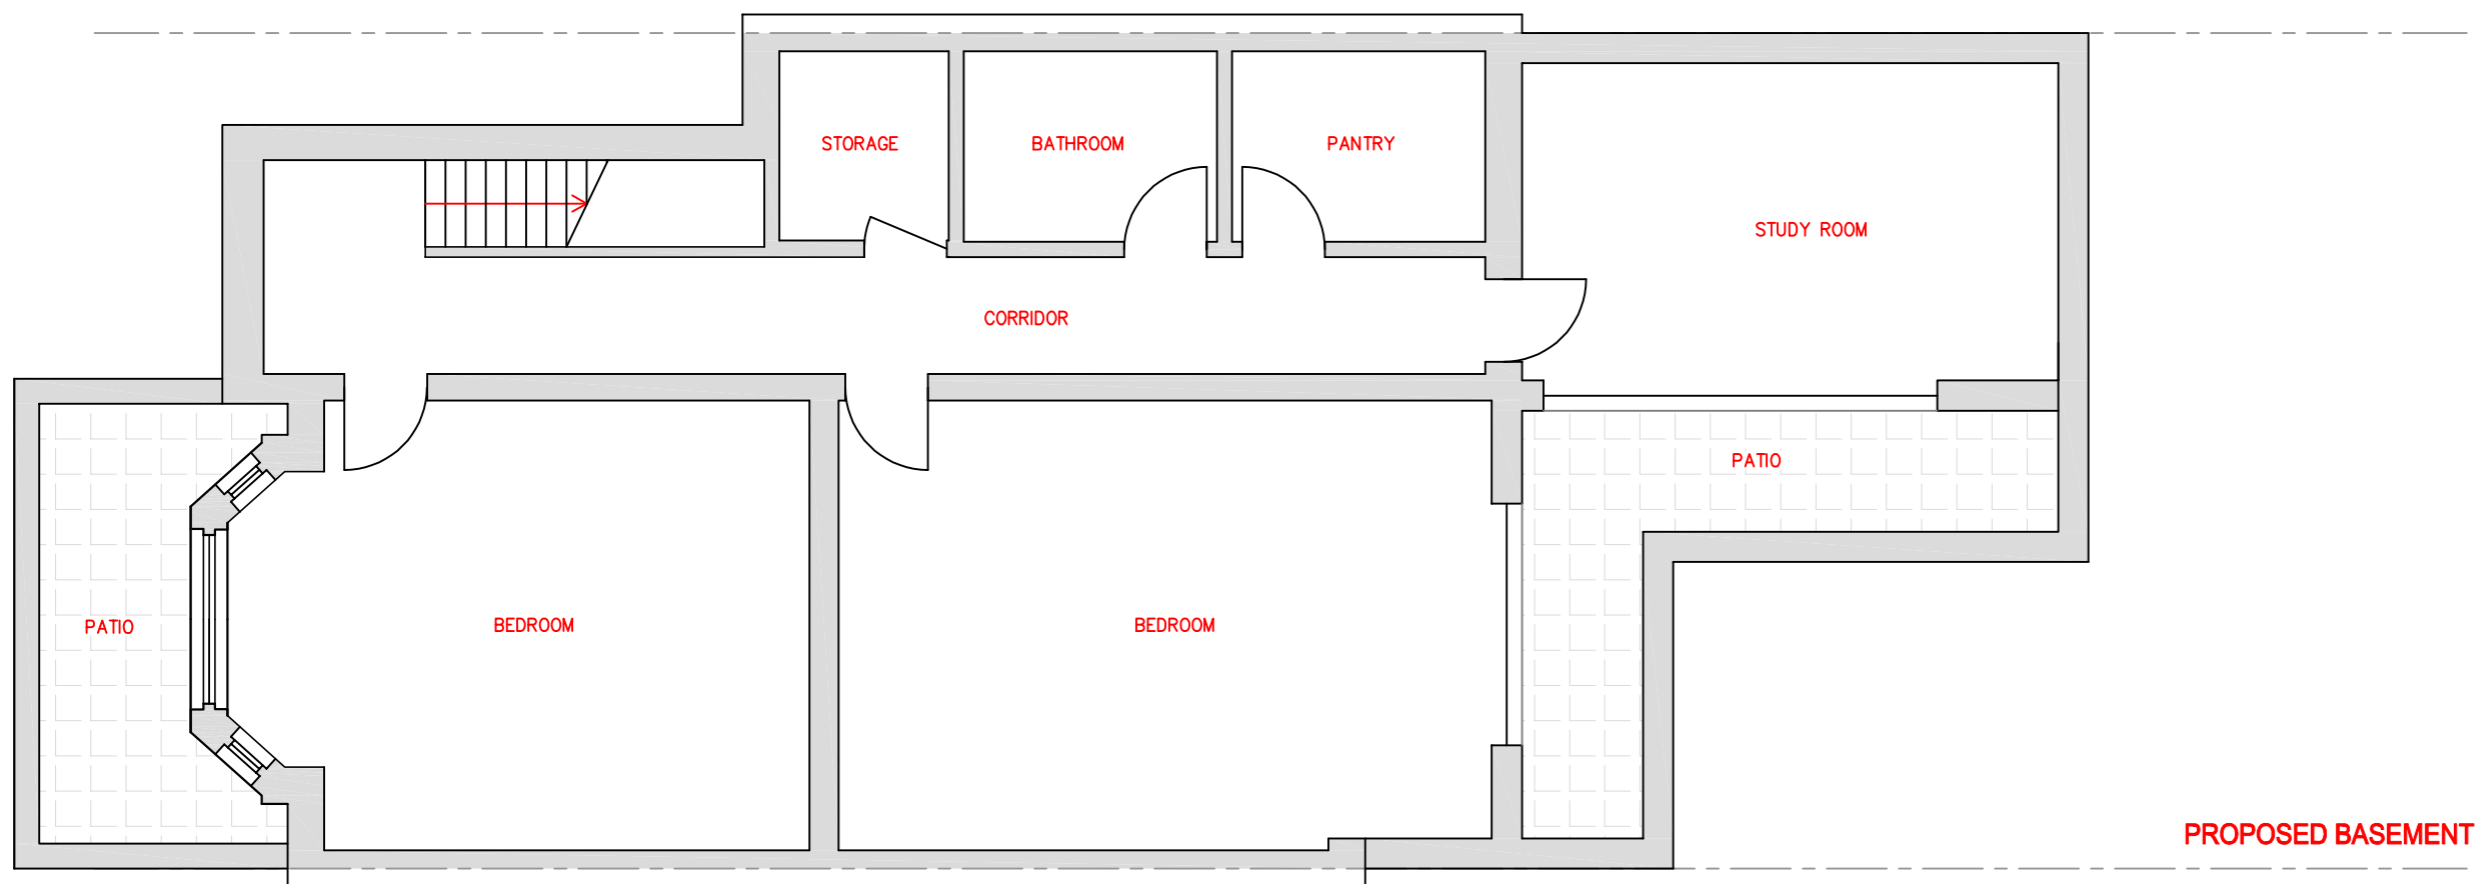 STORAGE
BATHROOM
PANTRY
STUDY ROOM
CORRIDOR
PATIO
PATIO
BEDROOM
BEDROOM
PROPOSED BASEMENT